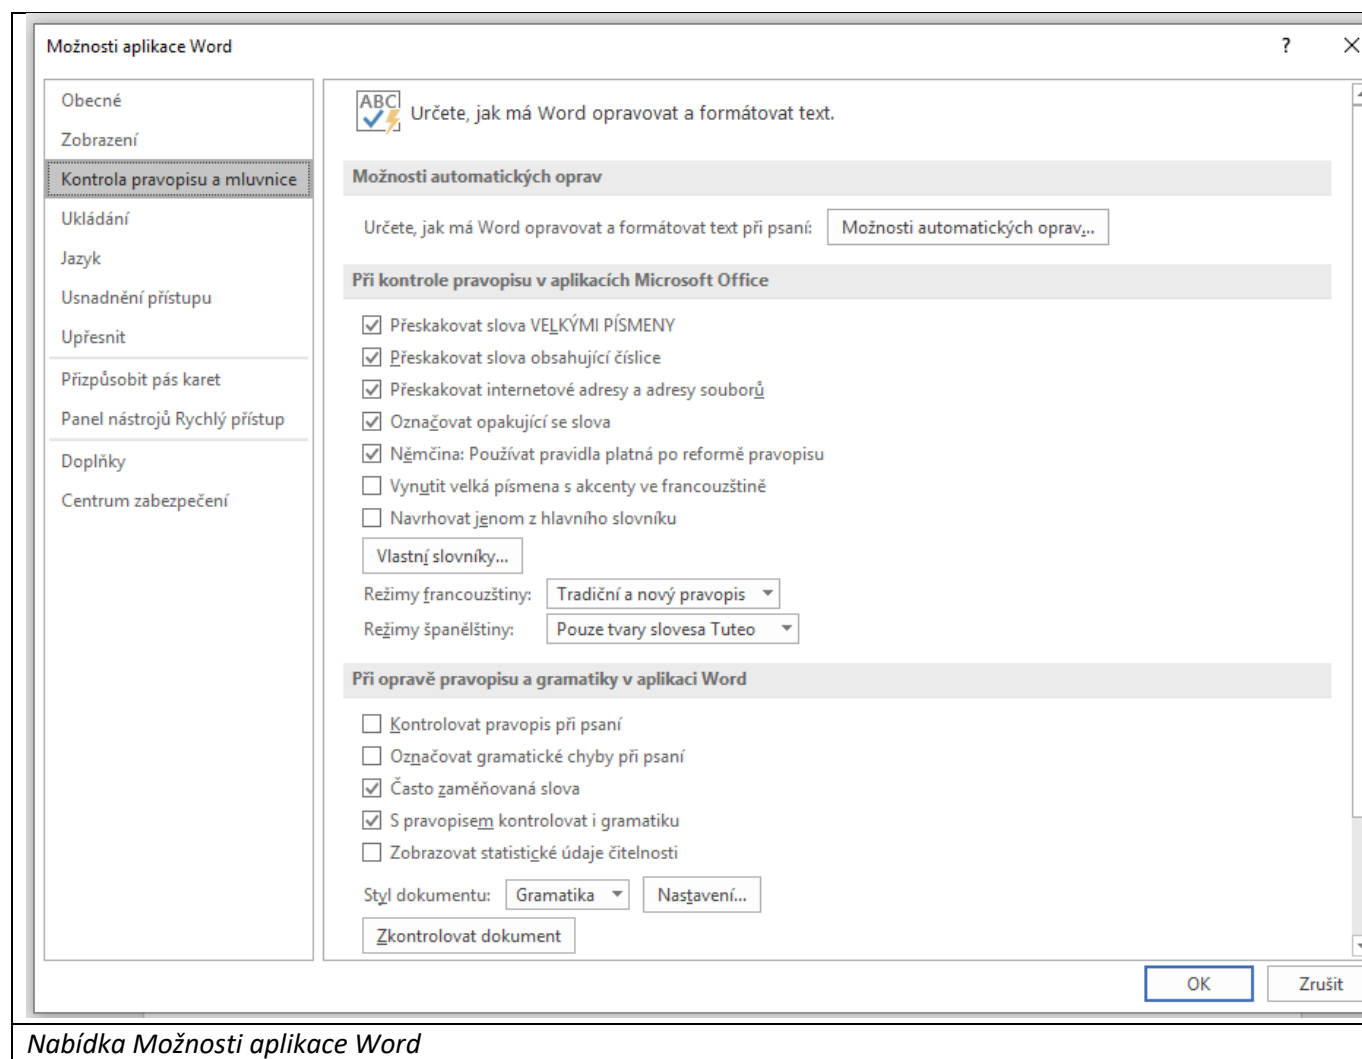 Možnosti aplikace Word
?
Obecné
Zobrazení
Kontrola pravopisu a mluvnice
Ukládání
Jazyk
Usnadnění přístupu
Upřesnit
Přizpůsobit pás karet
Panel nástrojů Rychlý přístup
Doplňky
Centrum zabezpečení
ABC
Určete, jak má Word opravovat a formátovat text.
Možnosti automatických oprav
Určete, jak má Word opravovat a formátovat text při psaní: Možnosti automatických oprav...
Při kontrole pravopisu v aplikacích Microsoft Office
Přeskakovat slova VELKÝMI PÍSMENY
Přeskakovat slova obsahující číslice
Přeskakovat internetové adresy a adresy souborů
Označovat opakující se slova
Němčina: Používat pravidla platná po reformě pravopisu
Vynutit velká písmena s akcenty ve francouzštině
Navrhovat jenom z hlavního slovníku
Vlastní slovníky...
Režimy francouzštiny: Tradiční a nový pravopis
Režimy španělštiny: Pouze tvary slovesa Tuteo
Při opravě pravopisu a gramatiky v aplikaci Word
Kontrolovat pravopis při psaní
Označovat gramatické chyby při psaní
Často zaměňovaná slova
S pravopisem kontrolovat i gramatiku
Zobrazovat statistické údaje čitelnosti
Styl dokumentu: Gramatika Nastavení...
Zkontrolovat dokument
OK Zrušit
Nabídka Možnosti aplikace Word